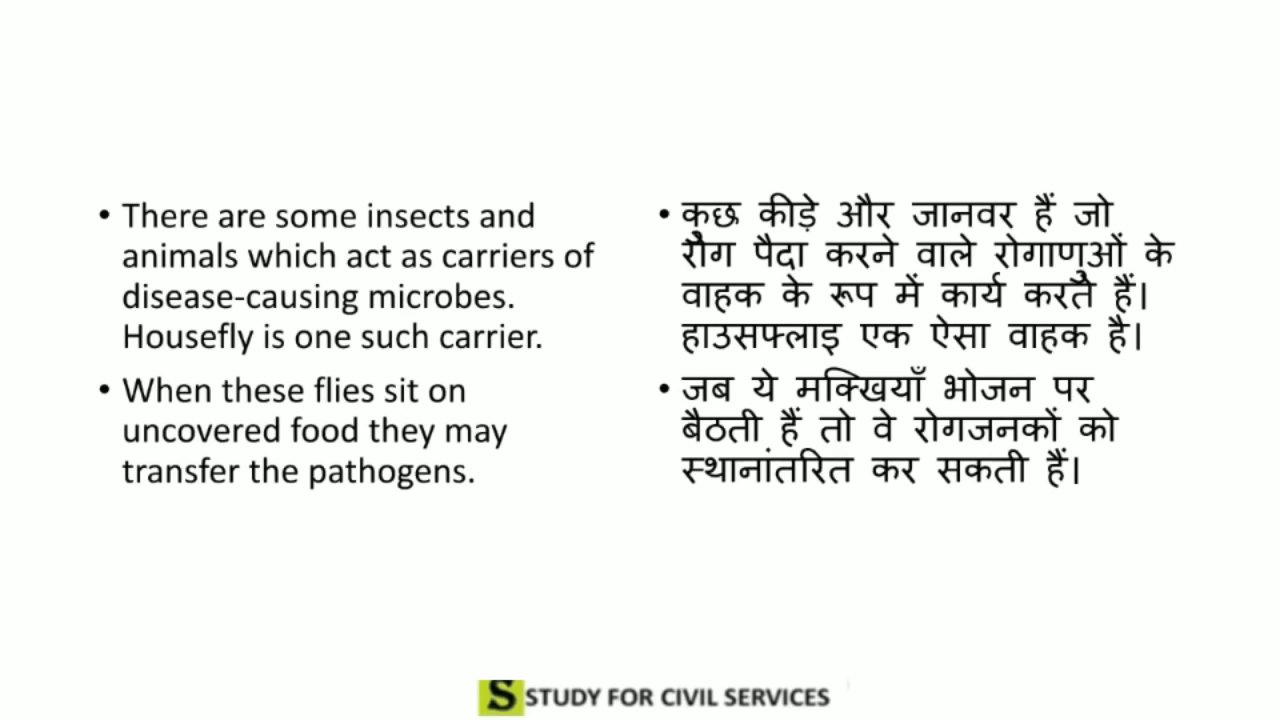 • There are some insects and
animals which act as carriers of
disease-causing microbes.
Housefly is one such carrier.
• When these flies sit on
uncovered food they may
transfer the pathogens.
• कुछ कीड़े और जानवर हैं जो
रोग पैदा करने वाले रोगाणुओं के
वाहक के रूप में कार्य करते हैं।
हाउसफ्लाइ एक ऐसा वाहक है।
• जब ये मक्खियाँ भोजन पर
बैठती हैं तो वे रोगजनकों को
स्थानांतरित कर सकती हैं।
S STUDY FOR CIVIL SERVICES